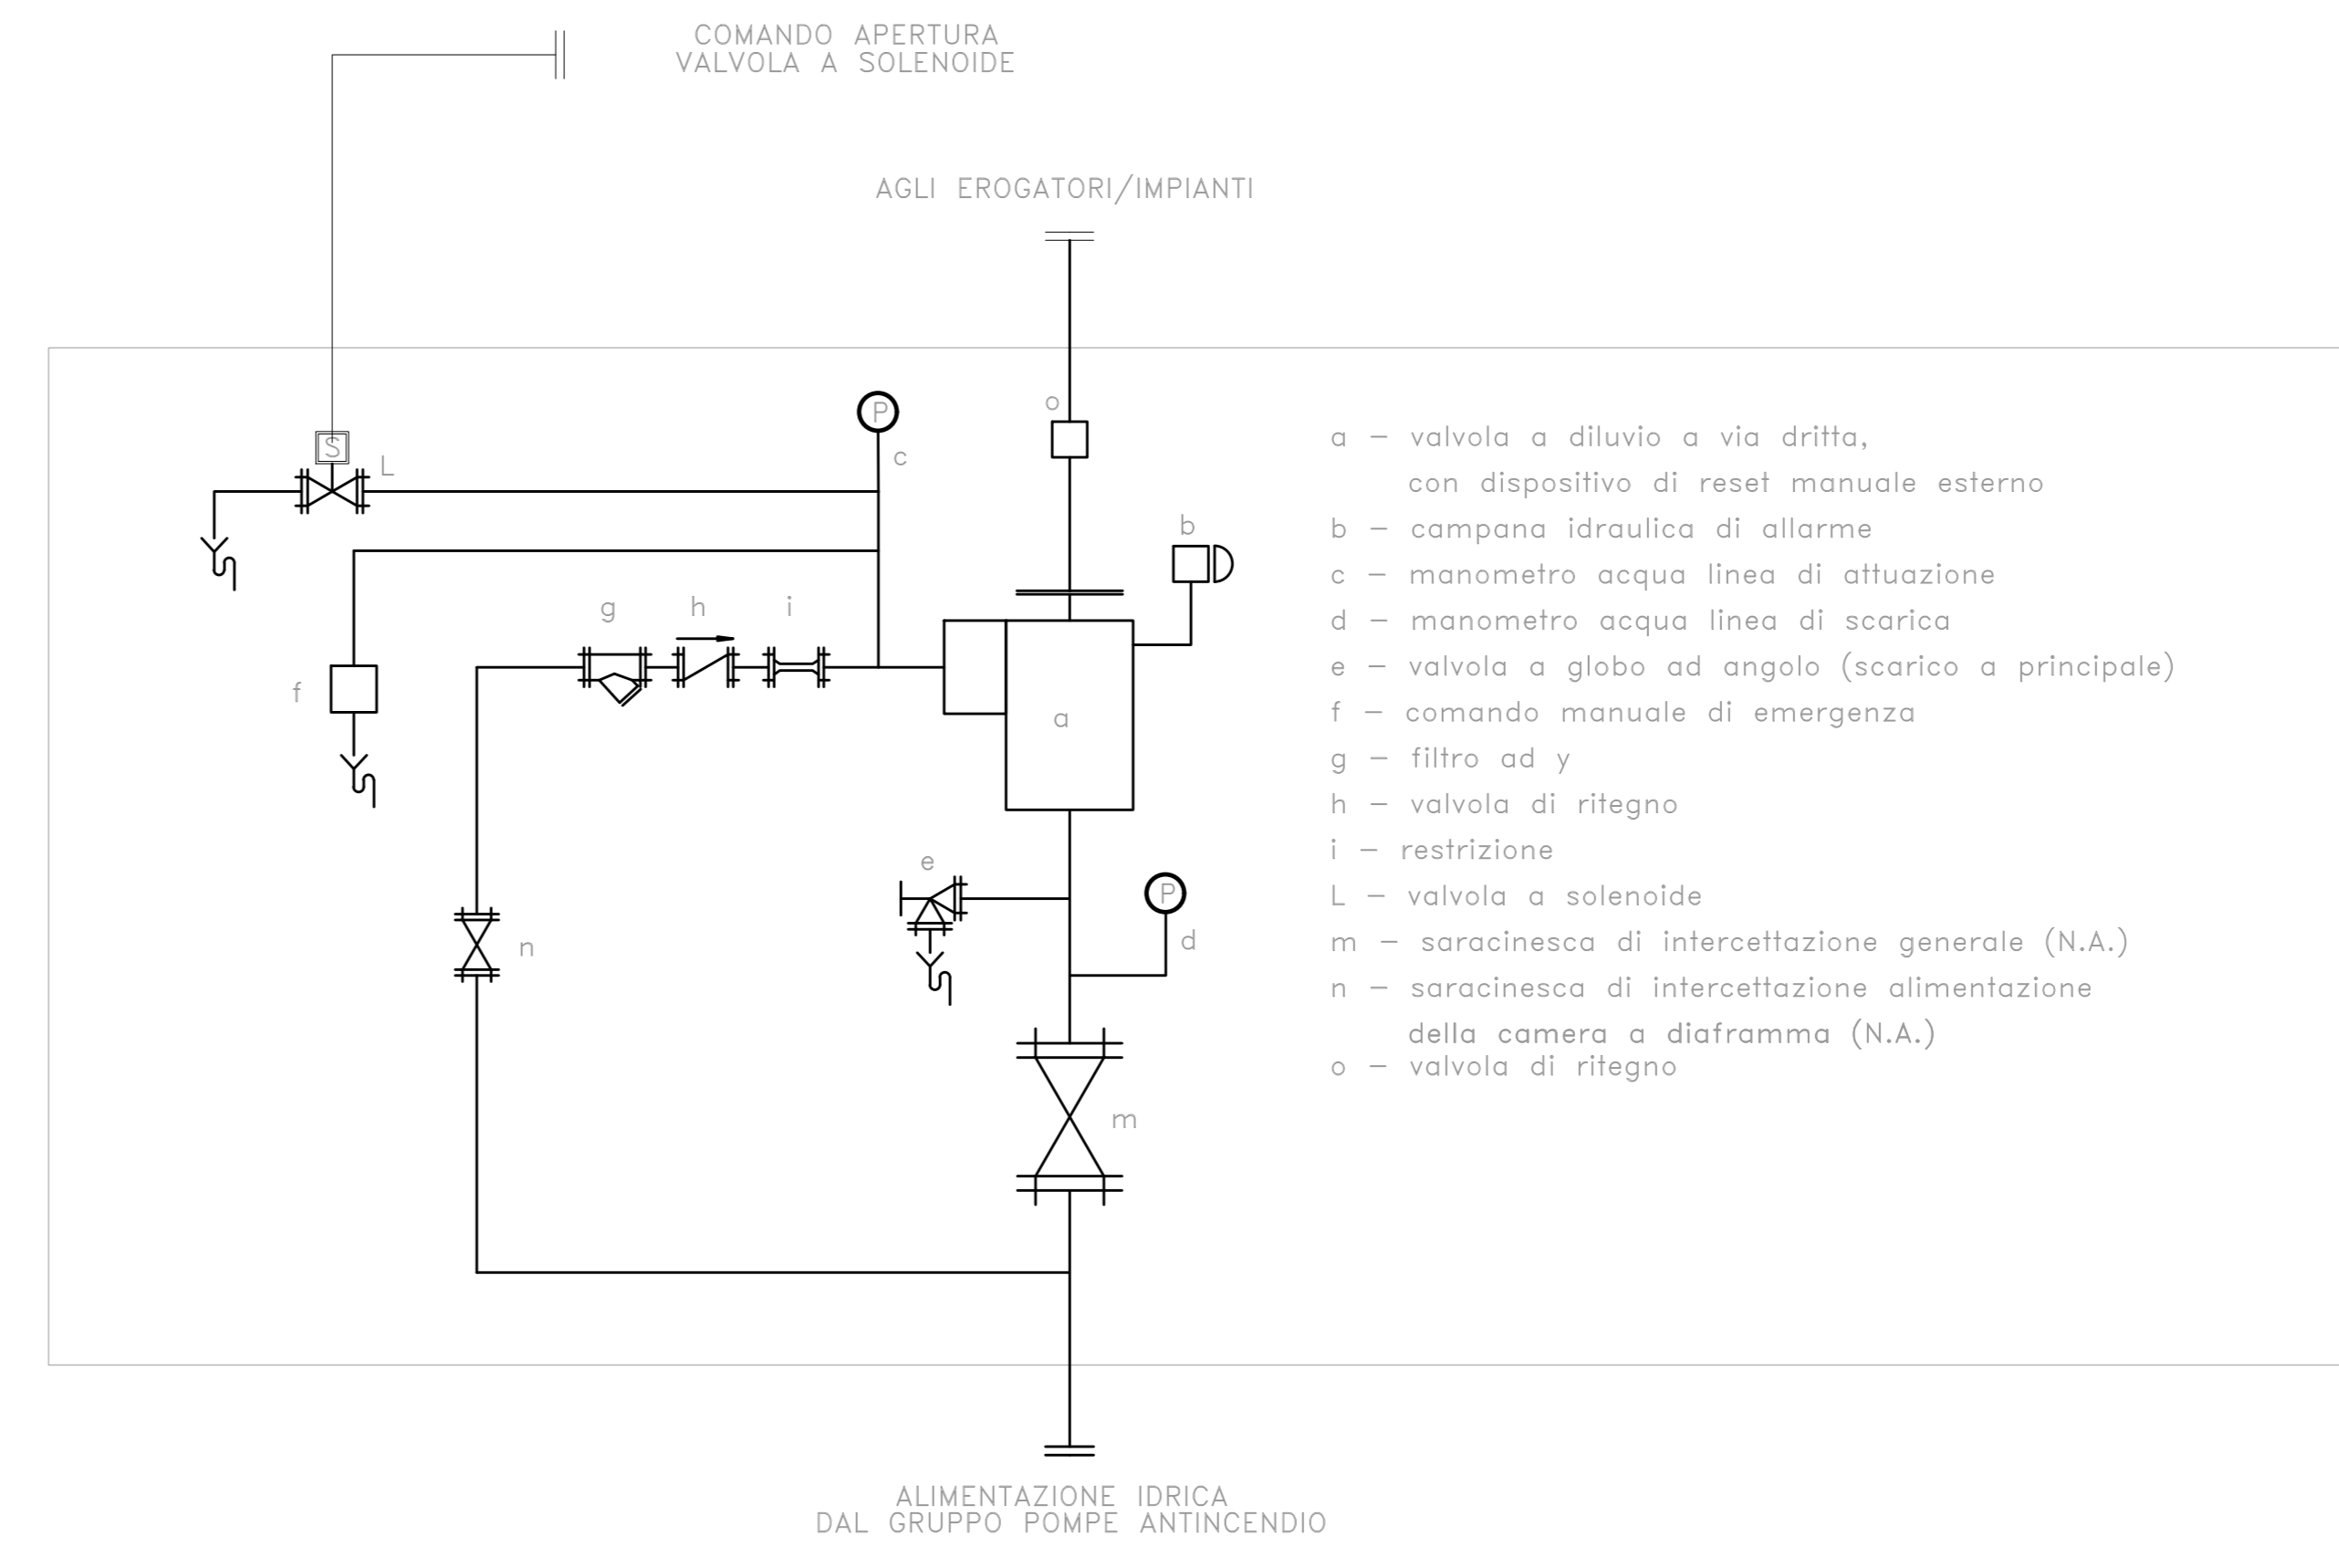 COMANDO APERTURA
VALVOLA A SOLENOIDE
AGLI EROGATORI/IMPIANTI
P
c
o
S
L
b
g
h
i
f
a
e
P
d
n
m
a – valvola a diluvio a via dritta,
con dispositivo di reset manuale esterno
b – campana idraulica di allarme
c – manometro acqua linea di attuazione
d – manometro acqua linea di scarica
e – valvola a globo ad angolo (scarico a principale)
f – comando manuale di emergenza
g – filtro ad y
h – valvola di ritegno
i – restrizione
L – valvola a solenoide
m – saracinesca di intercettazione generale (N.A.)
n – saracinesca di intercettazione alimentazione
della camera a diaframma (N.A.)
o – valvola di ritegno
ALIMENTAZIONE IDRICA
DAL GRUPPO POMPE ANTINCENDIO